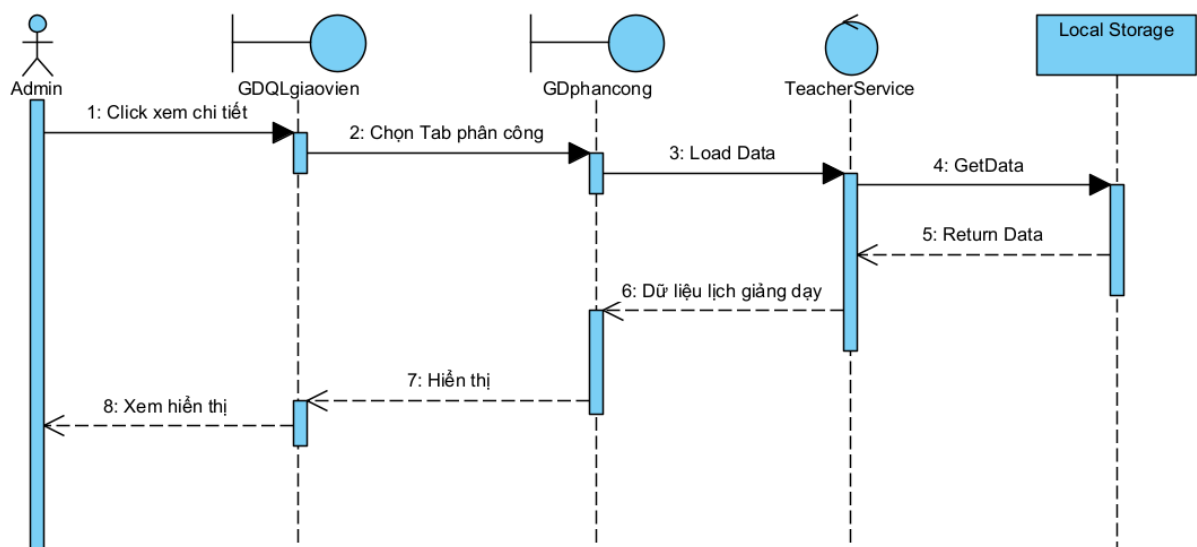 Local Storage
Admin
GDQLgiaovien
GDphancong
TeacherService
1: Click xem chi tiết
2: Chọn Tab phân công
3: Load Data
4: GetData
5: Return Data
6: Dữ liệu lịch giảng dạy
7: Hiển thị
8: Xem hiển thị